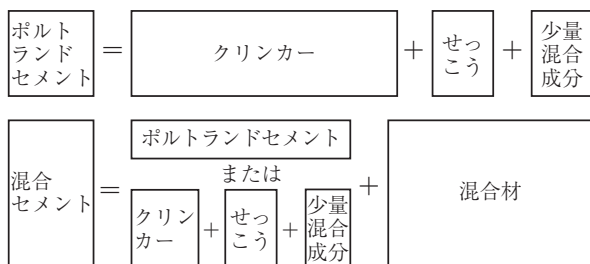 ポルト
ランド
セメント
=
クリンカー
+
せっ
こう
+
少量
混合
成分
混合
セメント
=
ポルトランドセメント
または
クリン
カー
+
せっ
こう
+
少量
混合
成分
+
混合材